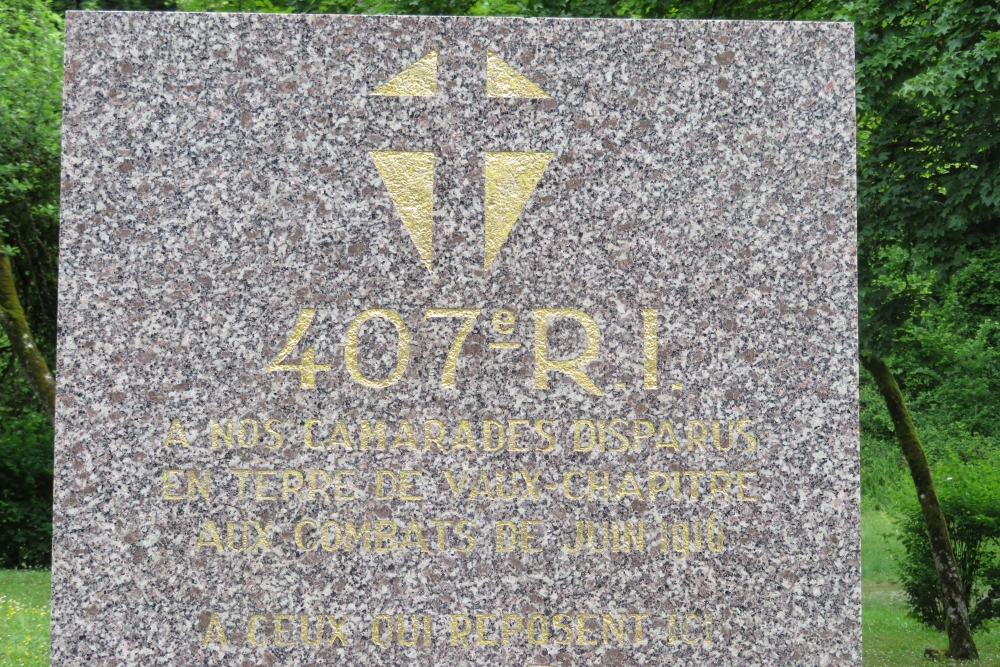 407e R.I.
A NOS CAMARADES DISPARUS
EN TERRE DE VAUX-CHAPITRE
AUX COMBATS DE JUIN 1916
A CEUX QUI REPOSENT ICI